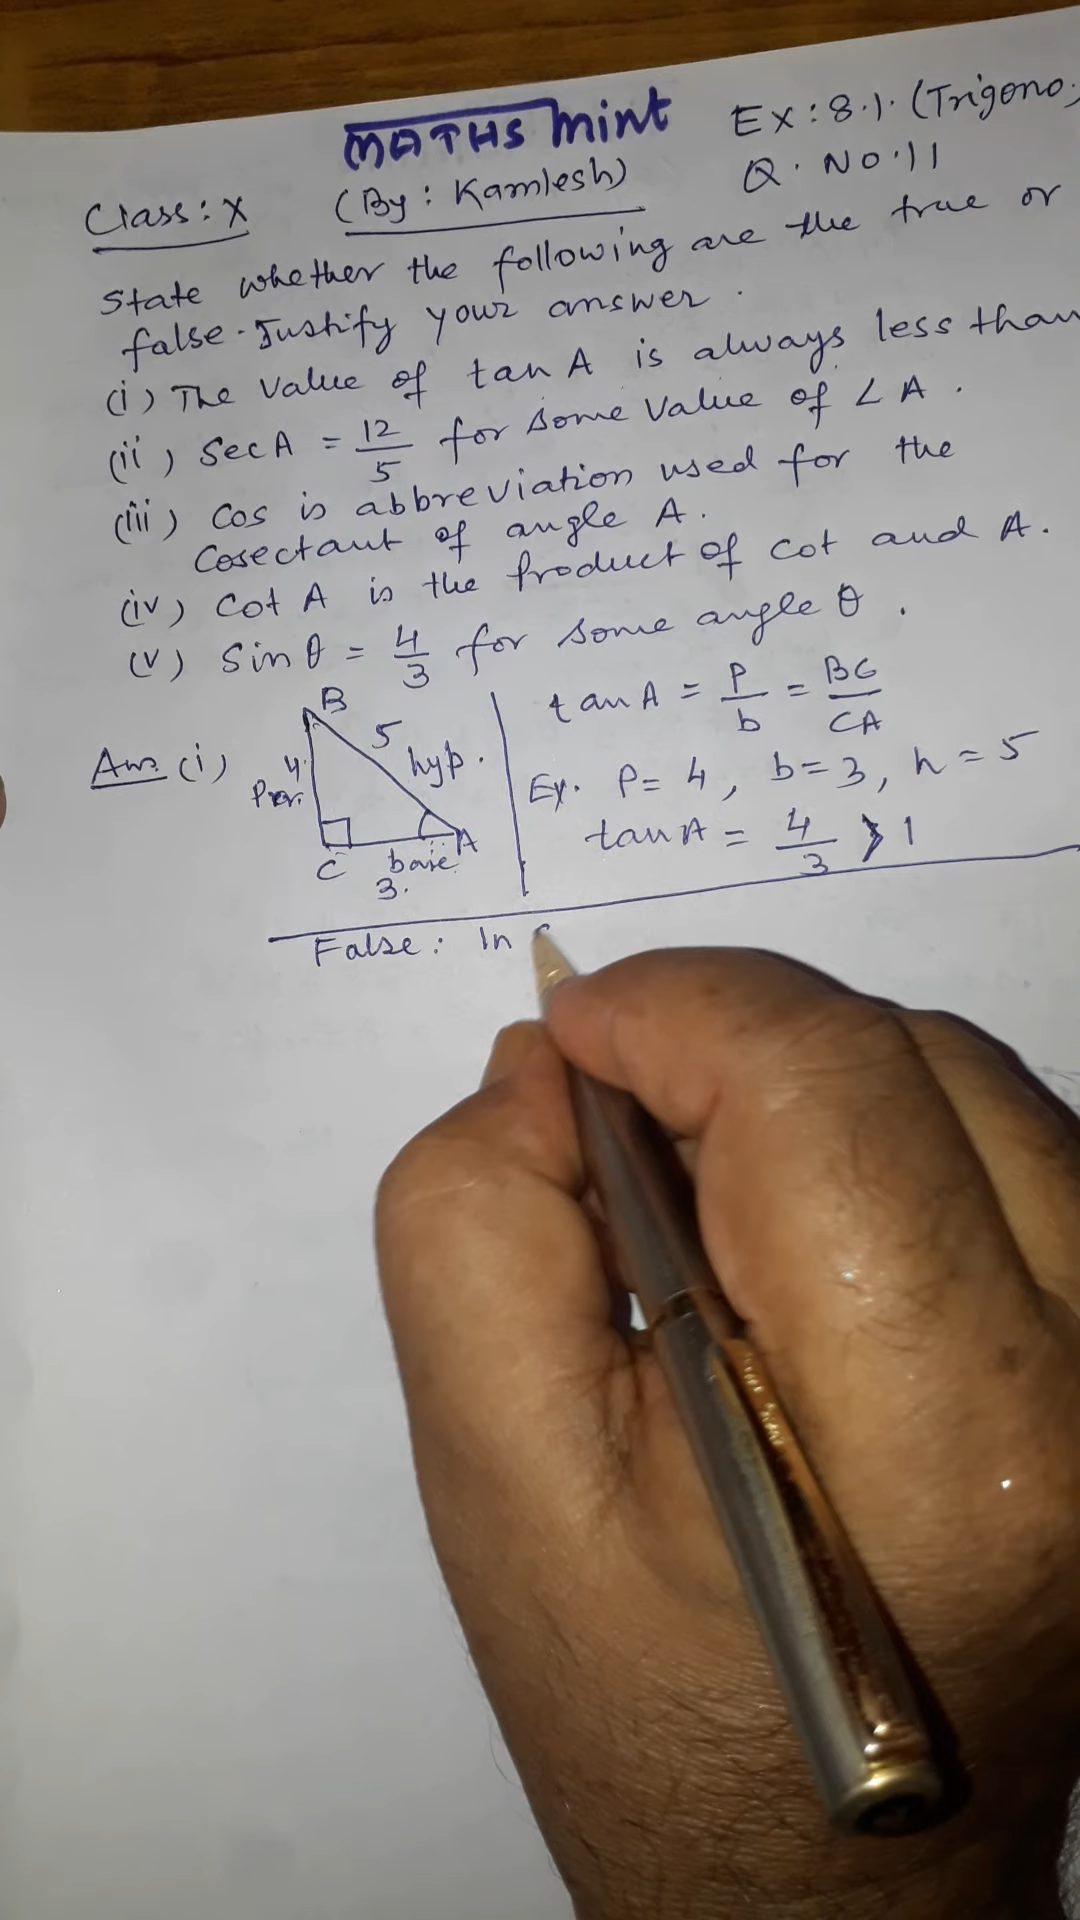 MATHS mint
Ex: 8.1. (Trigono.
Class: X
(By: Kamlesh)
Q. No. 11
State whether the following are the true or
false. Justify your answer.
(i) The Value of tan A is always less than
(ii) Sec A = 12/5 for some Value of ∠A.
(iii) Cos is abbreviation used for the
Cosectant of angle A.
(iv) Cot A is the Product of Cot and A.
(v) Sin θ = 4/3 for some angle θ.
Ans. (i)
B
5
4
hyp.
Per.
C
base
A
3.
tan A = P/b = BC/CA
Ex. P = 4, b = 3, h = 5
tan A = 4/3 > 1
False: In